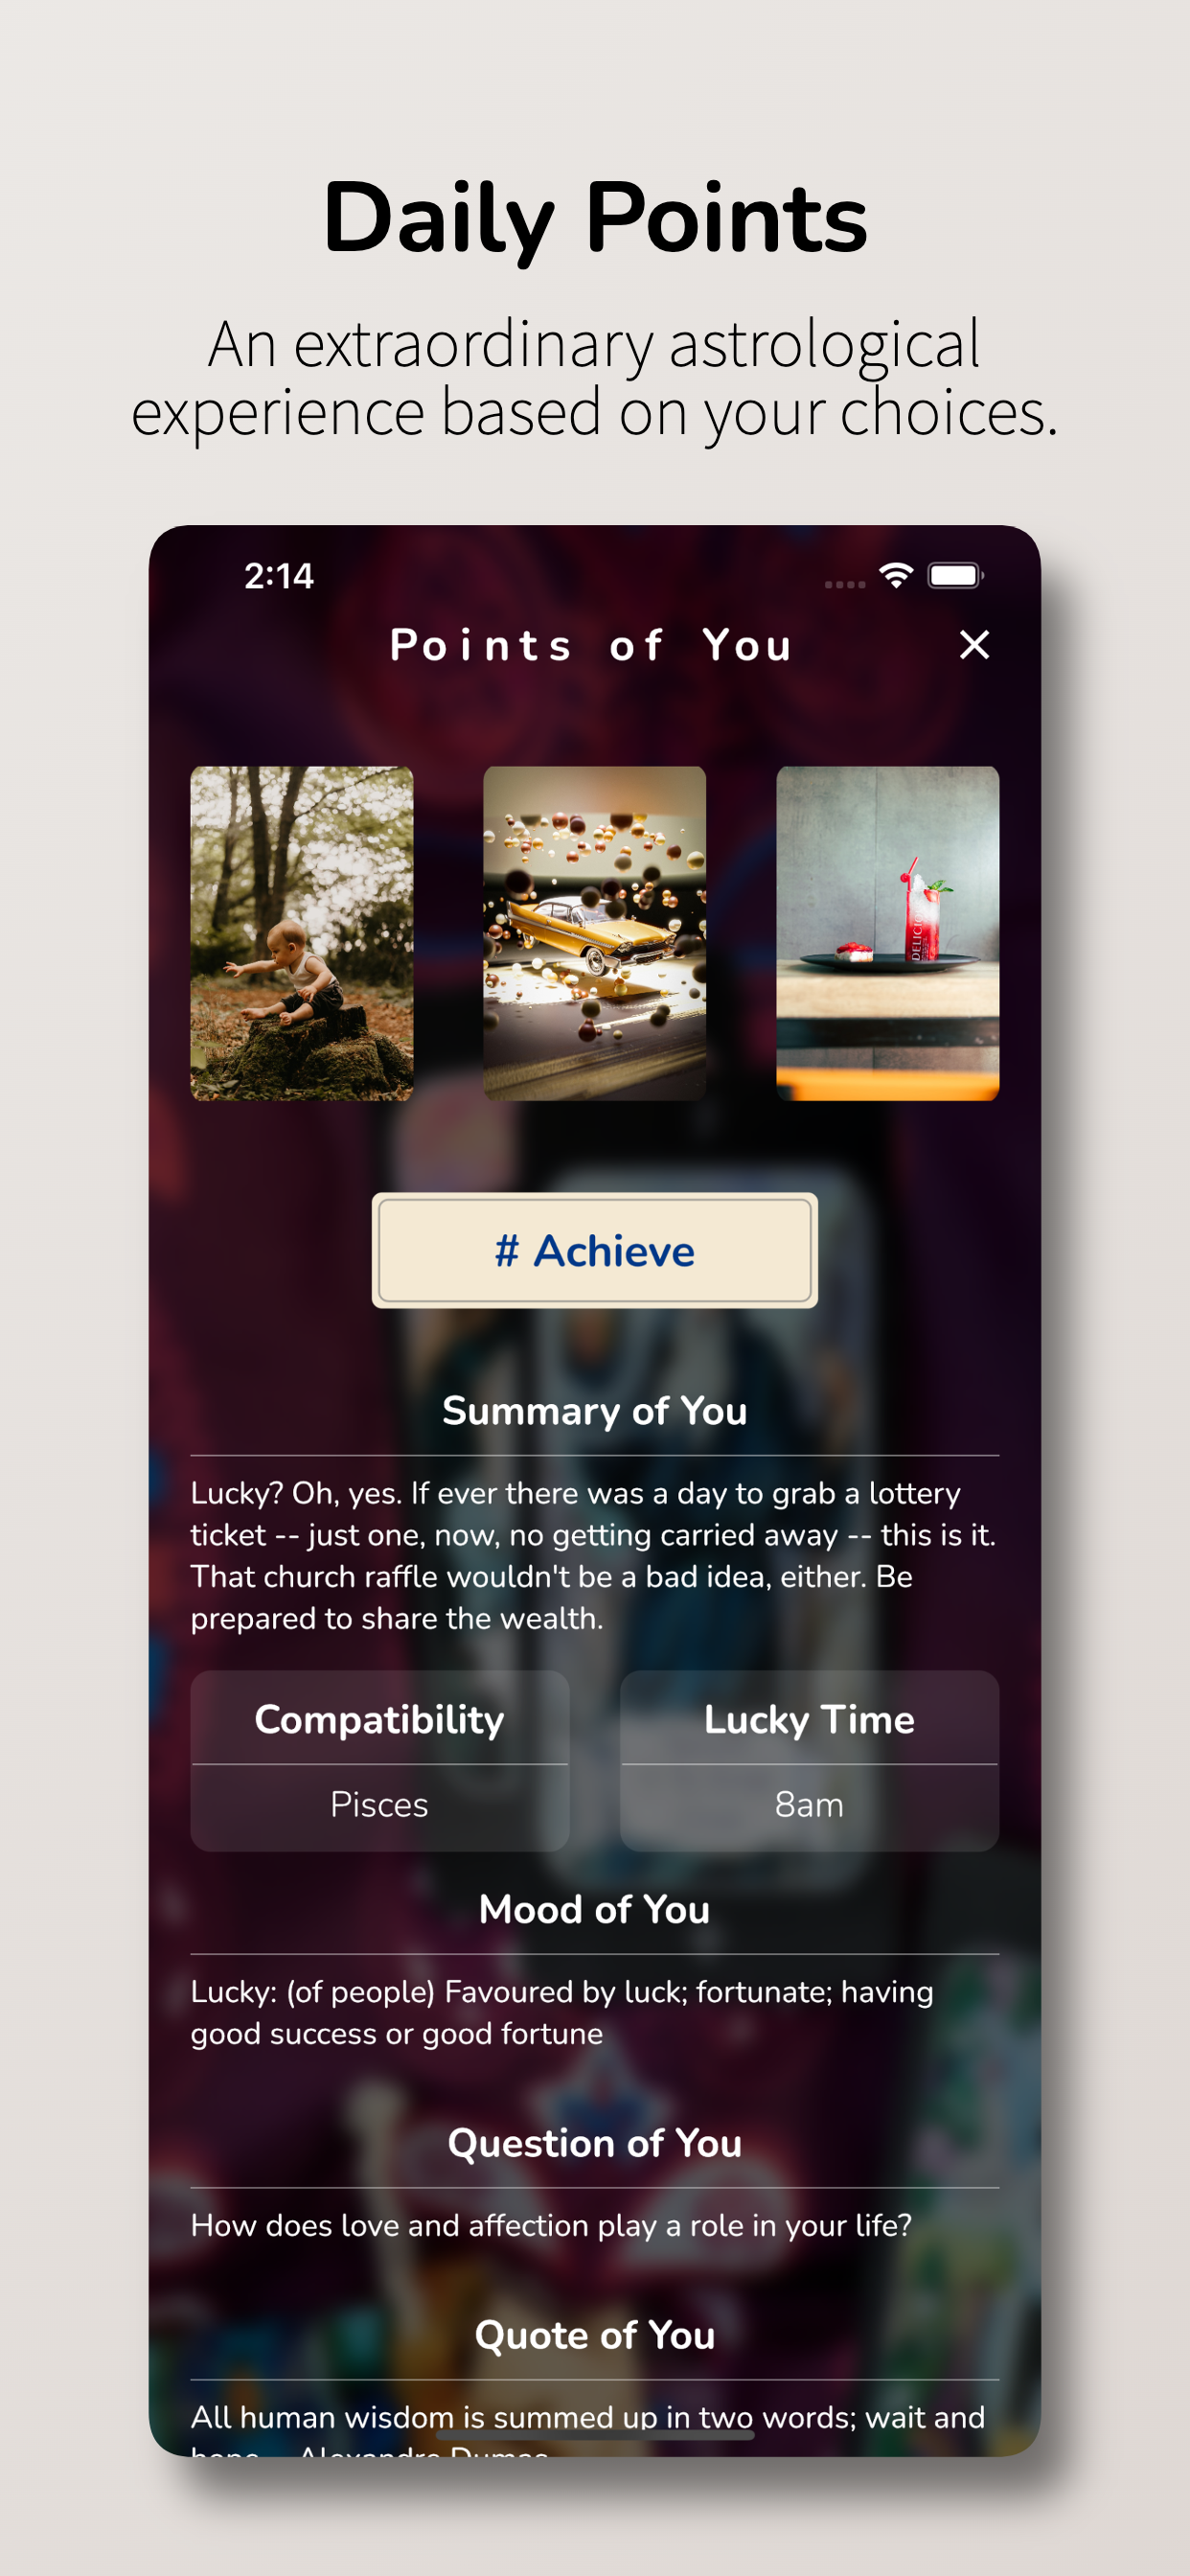 Daily Points
An extraordinary astrological
experience based on your choices.
2:14
Points of You
DELICIO
# Achieve
Summary of You
Lucky? Oh, yes. If ever there was a day to grab a lottery
ticket -- just one, now, no getting carried away -- this is it.
That church raffle wouldn't be a bad idea, either. Be
prepared to share the wealth.
Compatibility
Lucky Time
Pisces
8am
Mood of You
Lucky: (of people) Favoured by luck; fortunate; having
good success or good fortune
Question of You
How does love and affection play a role in your life?
Quote of You
All human wisdom is summed up in two words; wait and
hope. Alexandre Dumas